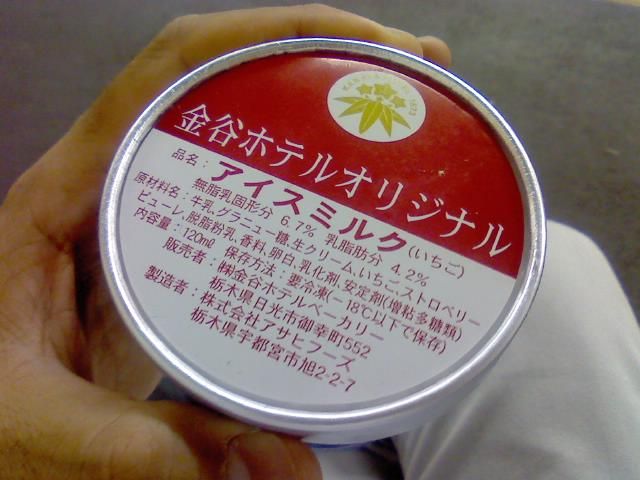 金谷ホテルオリジナル
品名：アイスミルク(いちご)
無脂乳固形分 6.7% 乳脂肪分 4.2%
原材料名：牛乳、グラニュー糖、生クリーム、いちご、ストロベリー
ピューレ、脱脂粉乳、香料、卵白、乳化剤、安定剤(増粘多糖類)
内容量：120ml 保存方法：要冷凍(−18℃以下で保存)
販売者：㈱金谷ホテルベーカリー
栃木県日光市御幸町552
製造者：株式会社アサヒフーズ
栃木県宇都宮市旭2-2-7